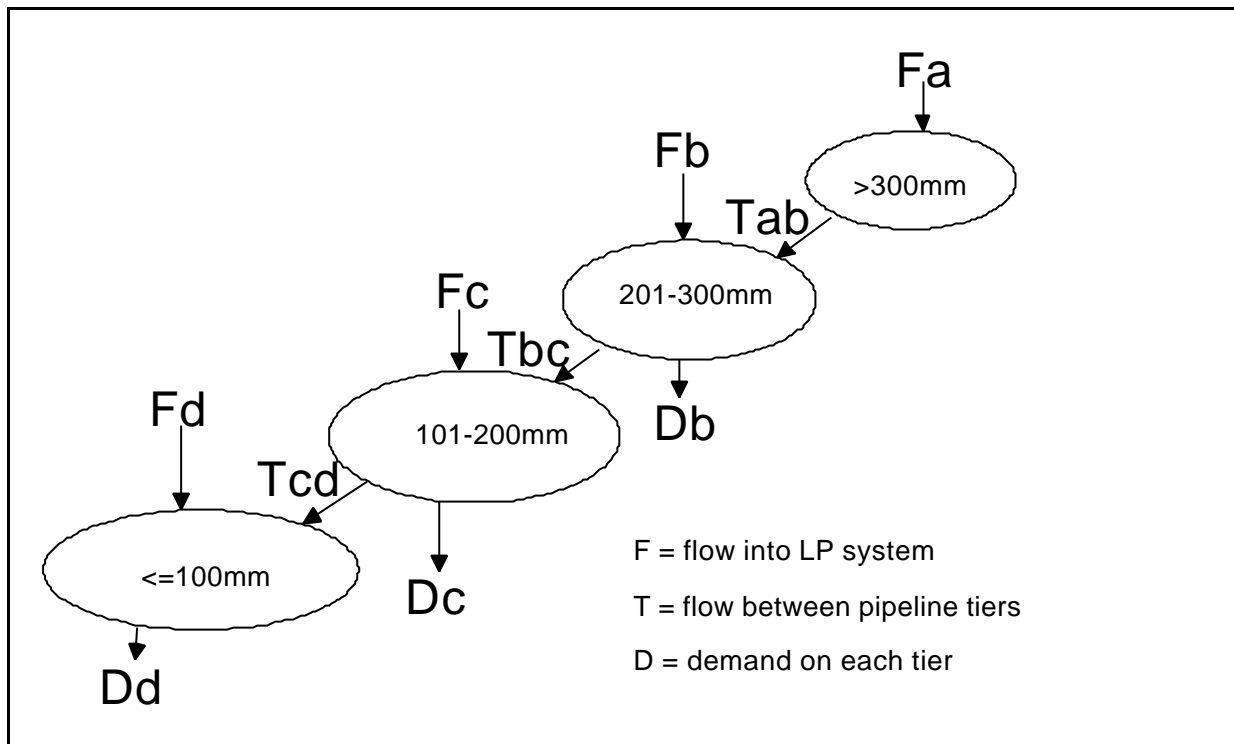 Fa
>300mm
Fb
Tab
201-300mm
Fc
Tbc
Db
101-200mm
Fd
Tcd
Dc
<=100mm
Dd
F = flow into LP system
T = flow between pipeline tiers
D = demand on each tier